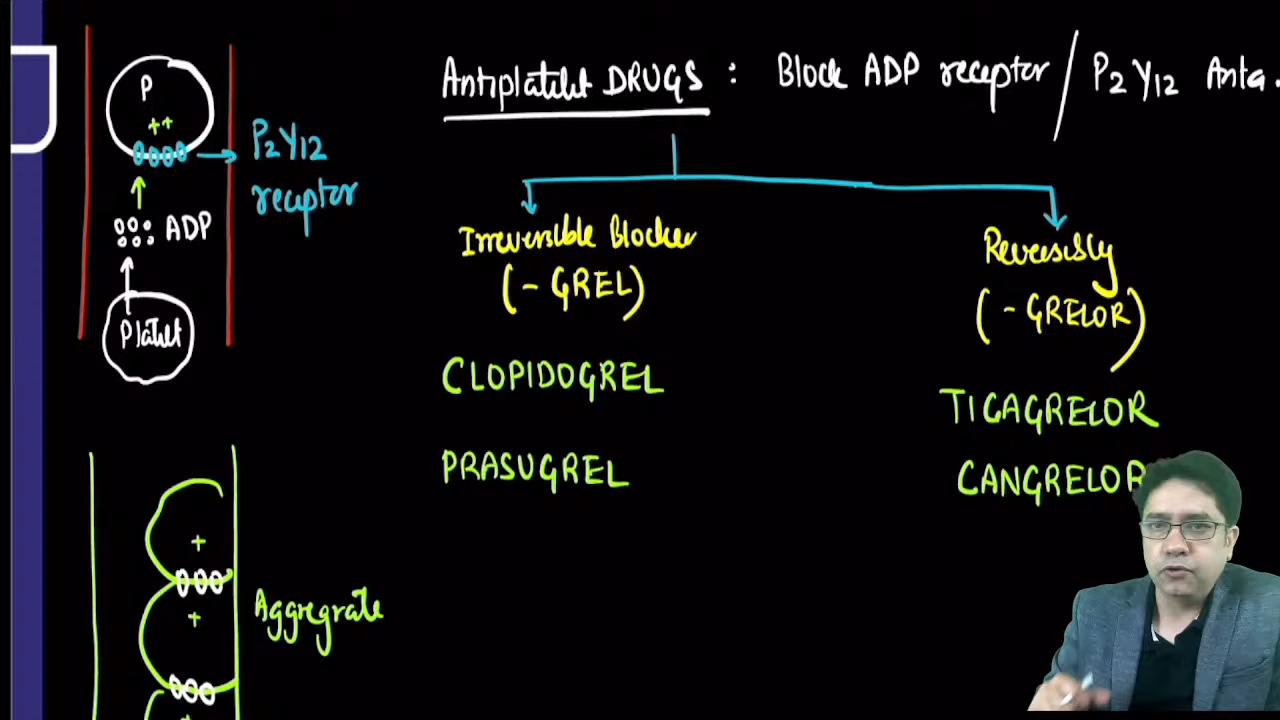 Antiplatelet DRUGS : Block ADP receptor / P2Y12 Anta.
P
++
P2Y12
receptor
ADP
Platelet
Irreversible Blocker
(-GREL)
CLOPIDOGREL
PRASUGREL
Reversibly
(-GRELOR)
TICAGRELOR
CANGRELOR
+
+
Aggregrate
+